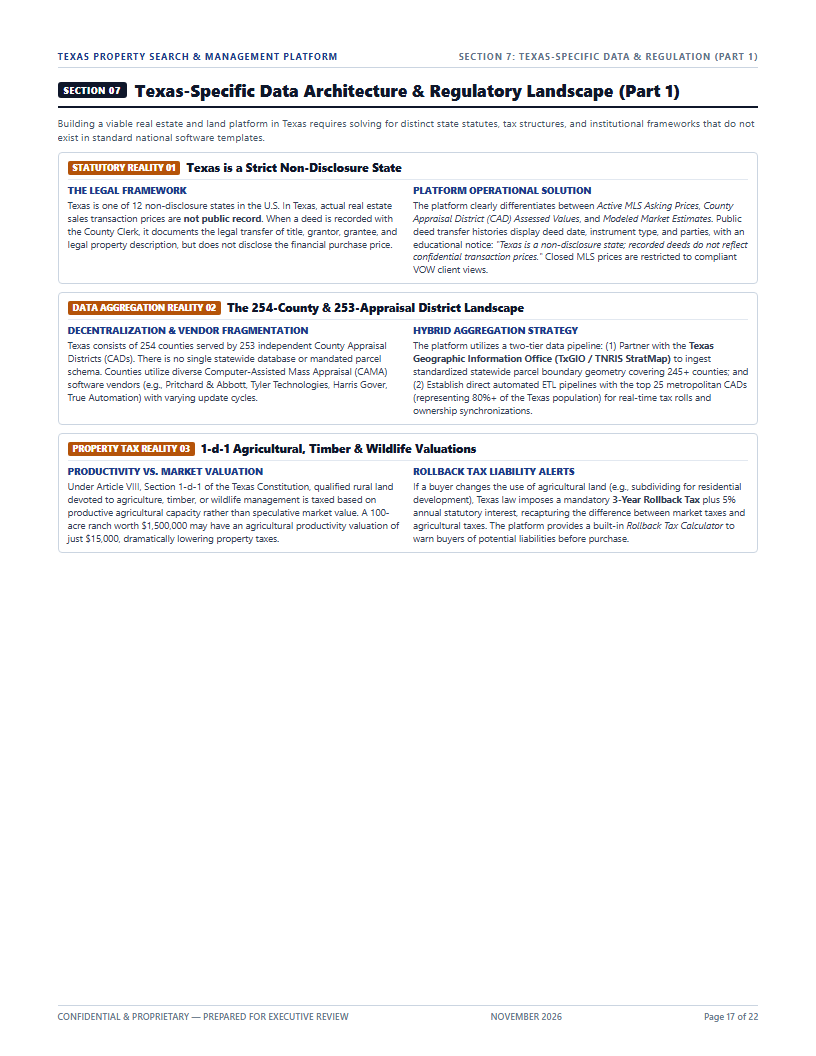 TEXAS PROPERTY SEARCH & MANAGEMENT PLATFORM
SECTION 7: TEXAS-SPECIFIC DATA & REGULATION (PART 1)
SECTION 07 Texas-Specific Data Architecture & Regulatory Landscape (Part 1)
Building a viable real estate and land platform in Texas requires solving for distinct state statutes, tax structures, and institutional frameworks that do not
exist in standard national software templates.
STATUTORY REALITY 01 Texas is a Strict Non-Disclosure State
THE LEGAL FRAMEWORK
Texas is one of 12 non-disclosure states in the U.S. In Texas, actual real estate
sales transaction prices are not public record. When a deed is recorded with
the County Clerk, it documents the legal transfer of title, grantor, grantee, and
legal property description, but does not disclose the financial purchase price.
PLATFORM OPERATIONAL SOLUTION
The platform clearly differentiates between Active MLS Asking Prices, County
Appraisal District (CAD) Assessed Values, and Modeled Market Estimates. Public
deed transfer histories display deed date, instrument type, and parties, with an
educational notice: "Texas is a non-disclosure state; recorded deeds do not reflect
confidential transaction prices." Closed MLS prices are restricted to compliant
VOW client views.
DATA AGGREGATION REALITY 02 The 254-County & 253-Appraisal District Landscape
DECENTRALIZATION & VENDOR FRAGMENTATION
Texas consists of 254 counties served by 253 independent County Appraisal
Districts (CADs). There is no single statewide database or mandated parcel
schema. Counties utilize diverse Computer-Assisted Mass Appraisal (CAMA)
software vendors (e.g., Pritchard & Abbott, Tyler Technologies, Harris Gover,
True Automation) with varying update cycles.
HYBRID AGGREGATION STRATEGY
The platform utilizes a two-tier data pipeline: (1) Partner with the Texas
Geographic Information Office (TxGIO / TNRIS StratMap) to ingest
standardized statewide parcel boundary geometry covering 245+ counties; and
(2) Establish direct automated ETL pipelines with the top 25 metropolitan CADs
(representing 80%+ of the Texas population) for real-time tax rolls and
ownership synchronizations.
PROPERTY TAX REALITY 03 1-d-1 Agricultural, Timber & Wildlife Valuations
PRODUCTIVITY VS. MARKET VALUATION
Under Article VIII, Section 1-d-1 of the Texas Constitution, qualified rural land
devoted to agriculture, timber, or wildlife management is taxed based on
productive agricultural capacity rather than speculative market value. A 100-
acre ranch worth $1,500,000 may have an agricultural productivity valuation of
just $15,000, dramatically lowering property taxes.
ROLLBACK TAX LIABILITY ALERTS
If a buyer changes the use of agricultural land (e.g., subdividing for residential
development), Texas law imposes a mandatory 3-Year Rollback Tax plus 5%
annual statutory interest, recapturing the difference between market taxes and
agricultural taxes. The platform provides a built-in Rollback Tax Calculator to
warn buyers of potential liabilities before purchase.
CONFIDENTIAL & PROPRIETARY — PREPARED FOR EXECUTIVE REVIEW
NOVEMBER 2026
Page 17 of 22